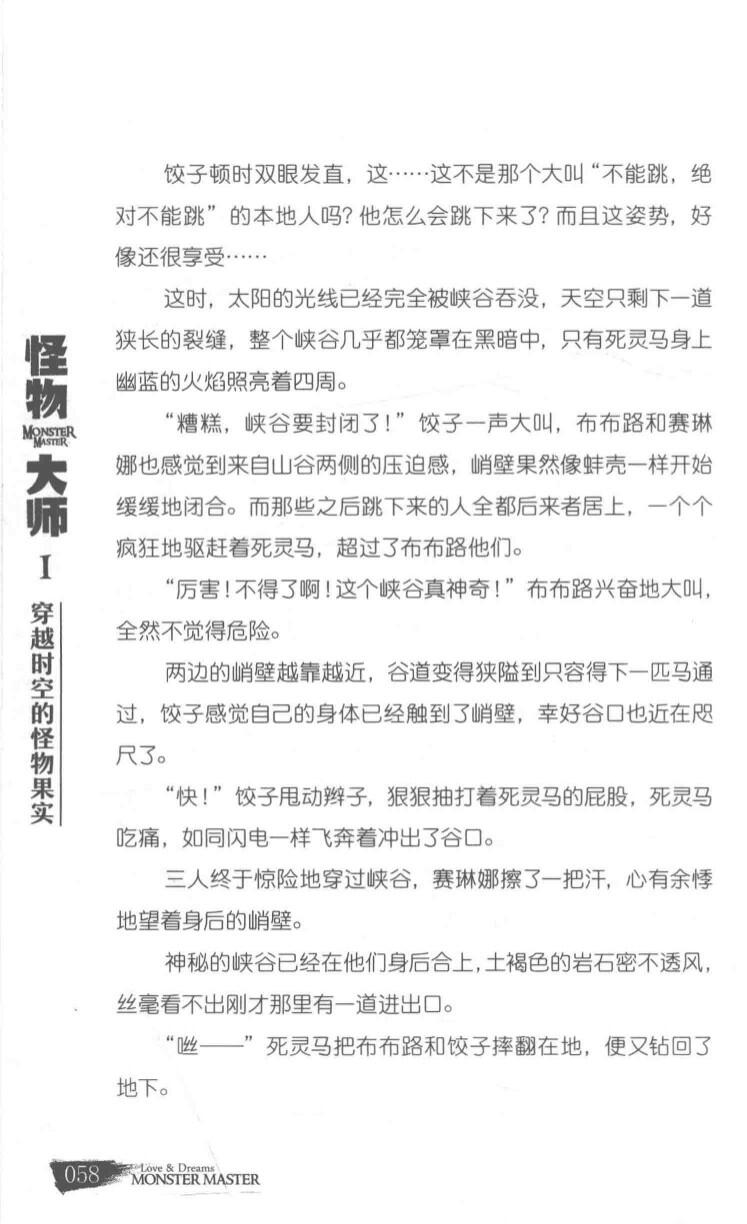 饺子顿时双眼发直，这……这不是那个大叫“不能跳，绝
对不能跳”的本地人吗？他怎么会跳下来了？而且这姿势，好
像还很享受……
这时，太阳的光线已经完全被峡谷吞没，天空只剩下一道
狭长的裂缝，整个峡谷几乎都笼罩在黑暗中，只有死灵马身上
幽蓝的火焰照亮着四周。
“糟糕，峡谷要封闭了！”饺子一声大叫，布布路和赛琳
娜也感觉到来自山谷两侧的压迫感，峭壁果然像蚌壳一样开始
缓缓地闭合。而那些之后跳下来的人全都后来者居上，一个个
疯狂地驱赶着死灵马，超过了布布路他们。
“厉害！不得了啊！这个峡谷真神奇！”布布路兴奋地大叫，
全然不觉得危险。
两边的峭壁越靠越近，谷道变得狭隘到只容得下一匹马通
过，饺子感觉自己的身体已经触到了峭壁，幸好谷口也近在咫
尺了。
“快！”饺子甩动辫子，狠狠抽打着死灵马的屁股，死灵马
吃痛，如同闪电一样飞奔着冲出了谷口。
三人终于惊险地穿过峡谷，赛琳娜擦了一把汗，心有余悸
地望着身后的峭壁。
神秘的峡谷已经在他们身后合上，土褐色的岩石密不透风，
丝毫看不出刚才那里有一道进出口。
“咝——”死灵马把布布路和饺子摔翻在地，便又钻回了
地下。
怪物
MONSTER
MASTER
大师
I
穿越时空的怪物果实
058
Love & Dreams
MONSTER MASTER